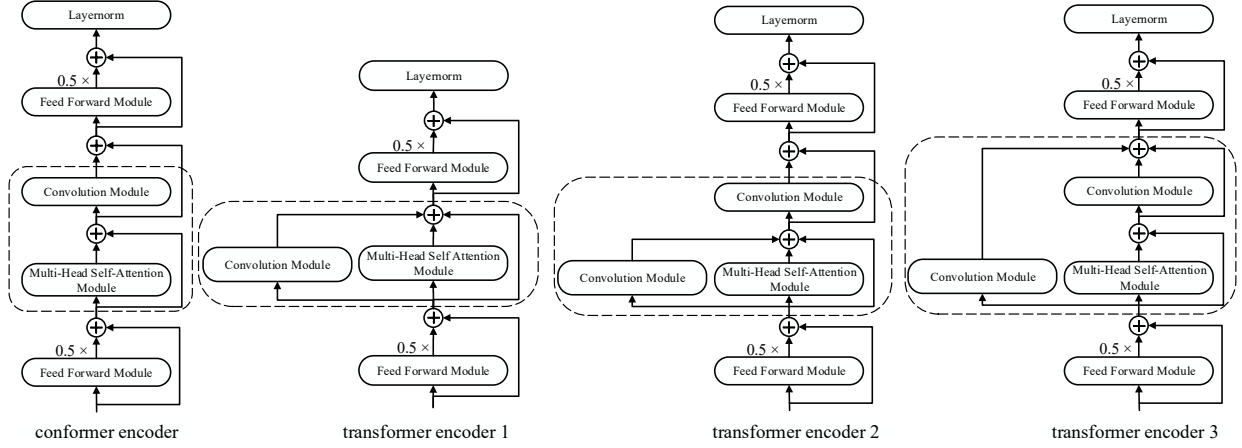 Layernorm
0.5 ×
Feed Forward Module
Convolution Module
Multi-Head Self-Attention
Module
0.5 ×
Feed Forward Module
conformer encoder
Layernorm
0.5 ×
Feed Forward Module
Convolution Module
Multi-Head Self Attention
Module
0.5 ×
Feed Forward Module
transformer encoder 1
Layernorm
0.5 ×
Feed Forward Module
Convolution Module
Convolution Module
Multi-Head Self-Attention
Module
0.5 ×
Feed Forward Module
transformer encoder 2
Layernorm
0.5 ×
Feed Forward Module
Convolution Module
Convolution Module
Multi-Head Self-Attention
Module
0.5 ×
Feed Forward Module
transformer encoder 3